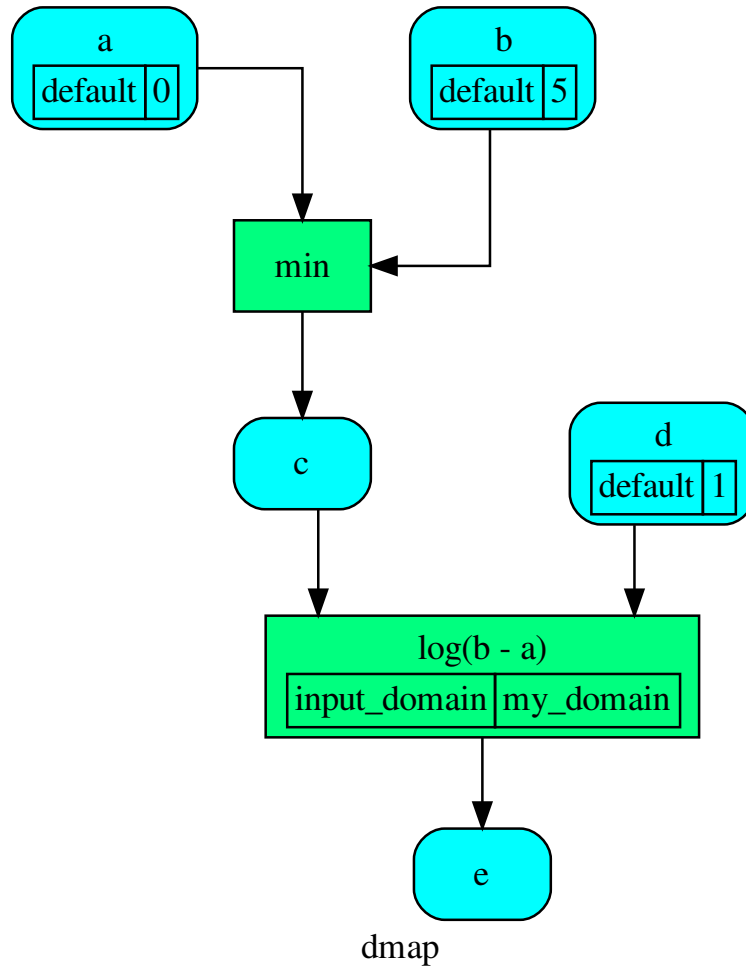 a
default 0
b
default 5
min
c
d
default 1
log(b - a)
input_domain my_domain
e
dmap